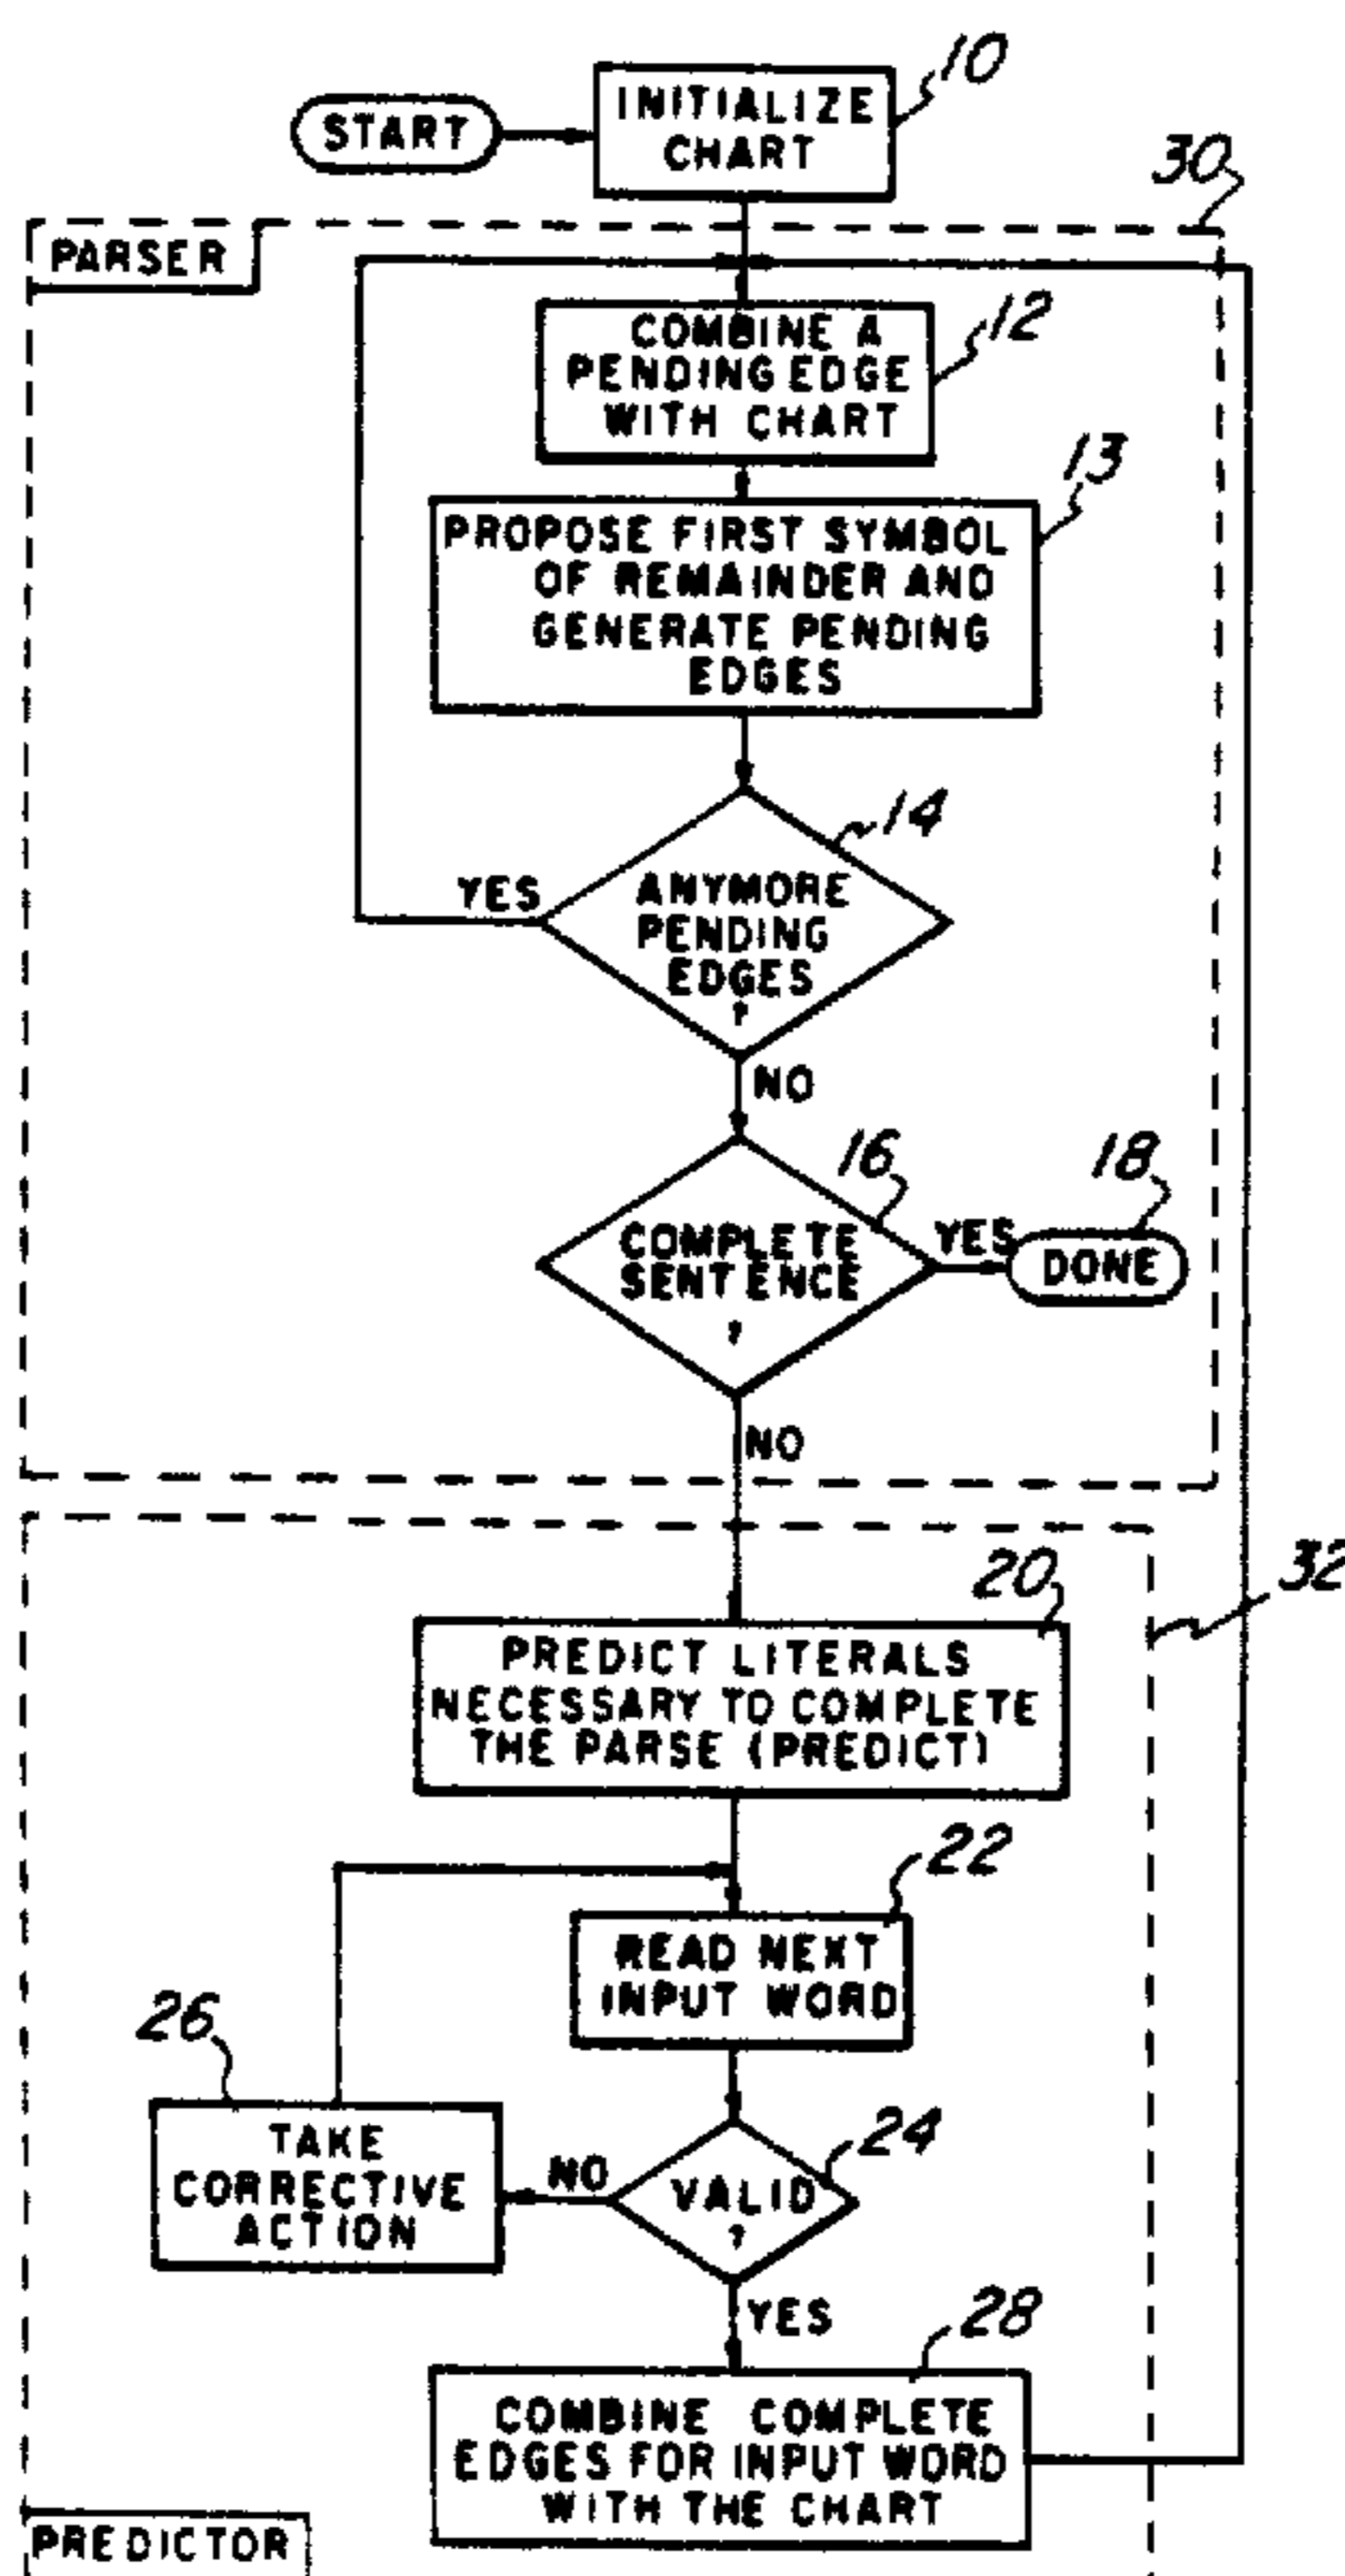 10
START
INITIALIZE
CHART
30
PARSER
12
COMBINE A
PENDING EDGE
WITH CHART
13
PROPOSE FIRST SYMBOL
OF REMAINDER AND
GENERATE PENDING
EDGES
14
YES
ANYMORE
PENDING
EDGES
?
NO
16
18
COMPLETE
SENTENCE
?
YES
DONE
NO
32
20
PREDICT LITERALS
NECESSARY TO COMPLETE
THE PARSE (PREDICT)
22
READ NEXT
INPUT WORD
26
TAKE
CORRECTIVE
ACTION
24
NO
VALID
?
YES
28
COMBINE COMPLETE
EDGES FOR INPUT WORD
WITH THE CHART
PREDICTOR